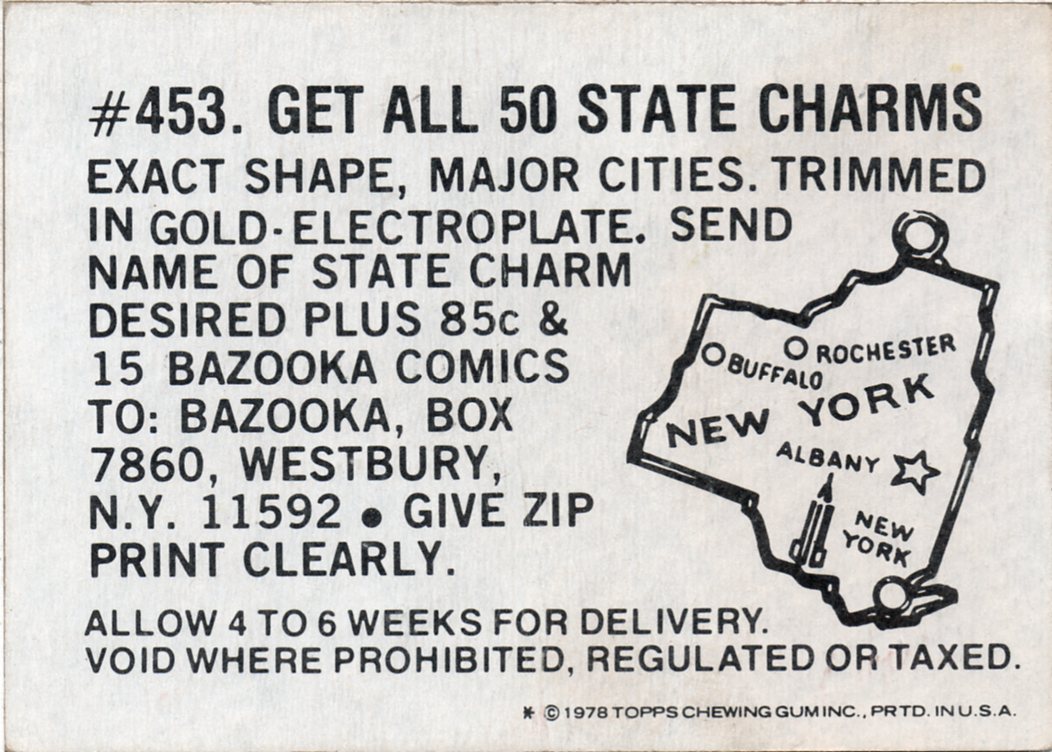 #453. GET ALL 50 STATE CHARMS
EXACT SHAPE, MAJOR CITIES. TRIMMED
IN GOLD-ELECTROPLATE. SEND
NAME OF STATE CHARM
DESIRED PLUS 85c &
15 BAZOOKA COMICS
TO: BAZOOKA, BOX
7860, WESTBURY,
N.Y. 11592 • GIVE ZIP
PRINT CLEARLY.
ROCHESTER
BUFFALO
NEW YORK
ALBANY
NEW
YORK
ALLOW 4 TO 6 WEEKS FOR DELIVERY.
VOID WHERE PROHIBITED, REGULATED OR TAXED.
* © 1978 TOPPS CHEWING GUM INC., PRTD. IN U.S.A.